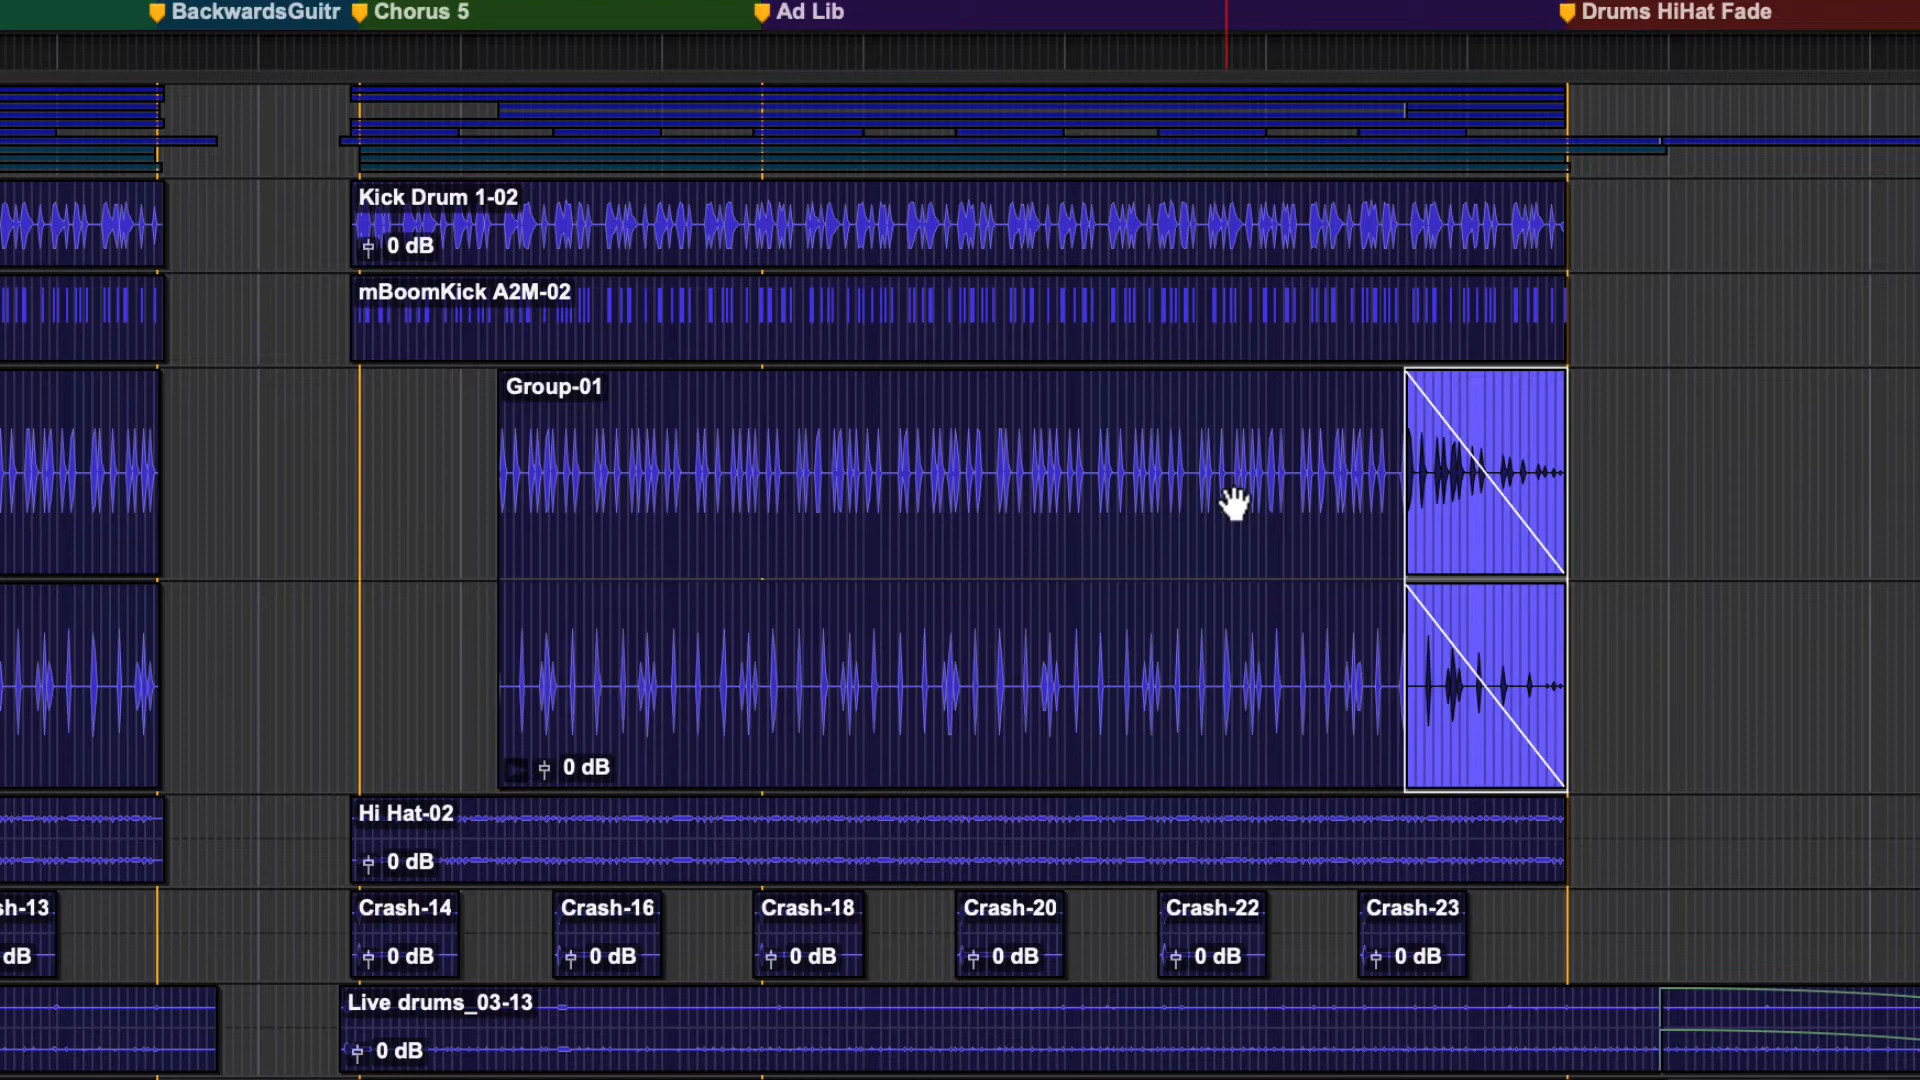 BackwardsGuitr Chorus 5 Ad Lib Drums HiHat Fade
Kick Drum 1-02
0 dB
mBoomKick A2M-02
Group-01
0 dB
Hi Hat-02
0 dB
sh-13 Crash-14 Crash-16 Crash-18 Crash-20 Crash-22 Crash-23
dB 0 dB 0 dB 0 dB 0 dB 0 dB 0 dB
Live drums_03-13
0 dB